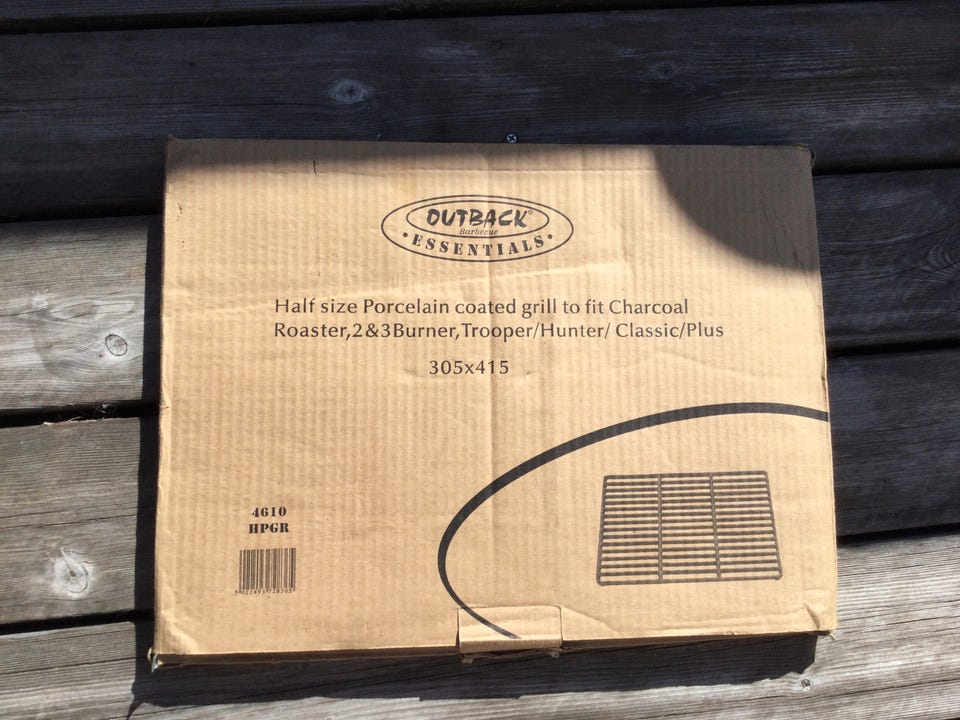 OUTBACK®
Barbecue
•ESSENTIALS•
Half size Porcelain coated grill to fit Charcoal
Roaster,2&3Burner,Trooper/Hunter/ Classic/Plus
305x415
4610
HPGR